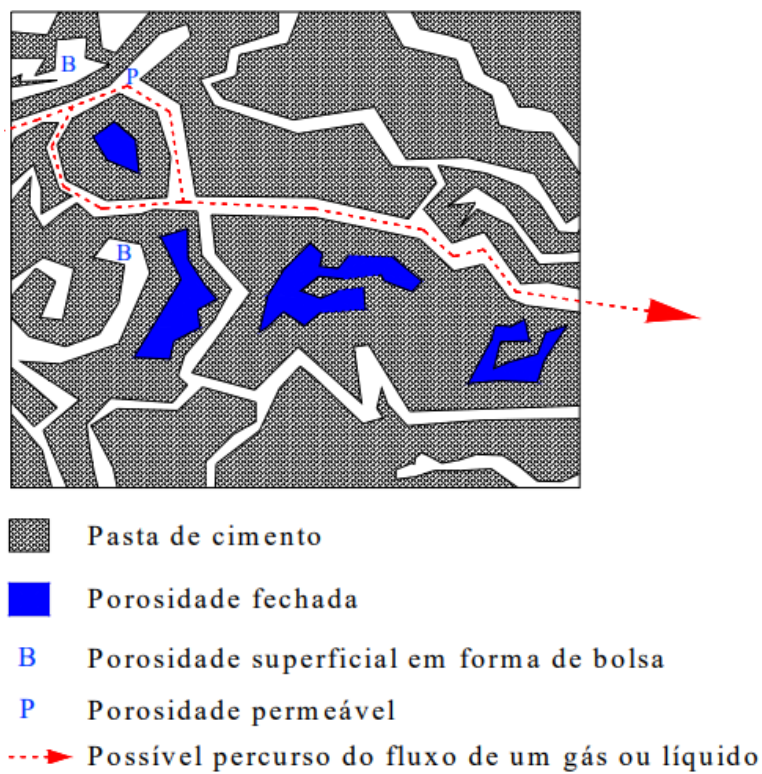 B
P
B
Pasta de cimento
Porosidade fechada
B Porosidade superficial em forma de bolsa
P Porosidade permeável
Possível percurso do fluxo de um gás ou líquido